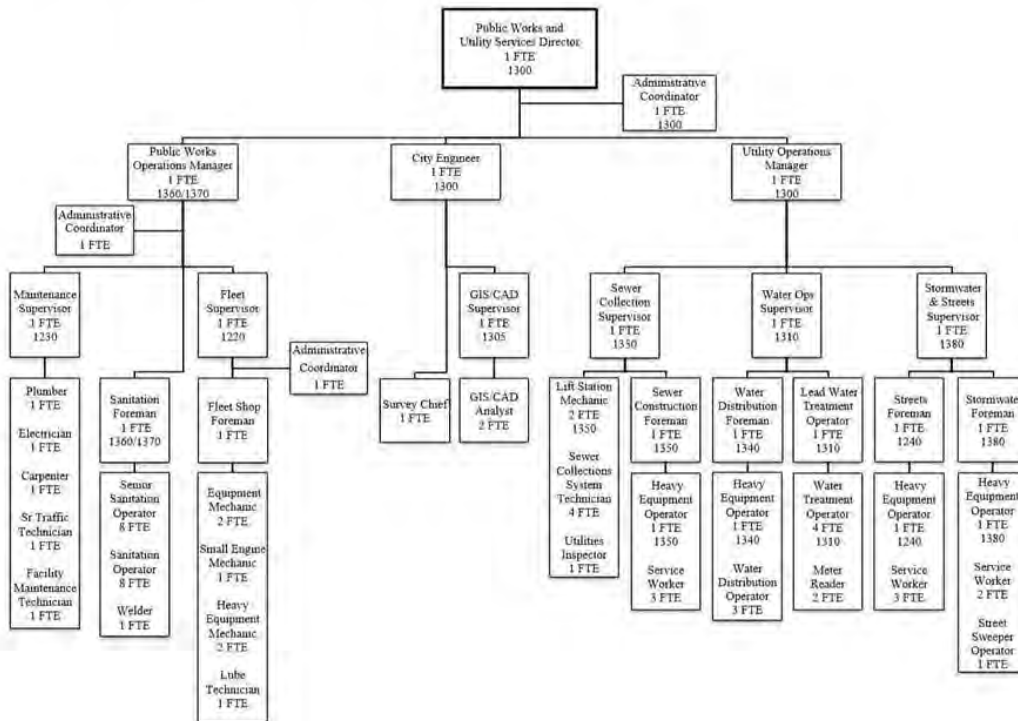 Public Works and
Utility Services Director
1 FTE
1300
Administrative
Coordinator
1 FTE
1300
Public Works
Operations Manager
1 FTE
1360/1370
City Engineer
1 FTE
1300
Utility Operations
Manager
1 FTE
1300
Administrative
Coordinator
1 FTE
Maintenance
Supervisor
1 FTE
1230
Fleet
Supervisor
1 FTE
1220
GIS/CAD
Supervisor
1 FTE
1305
Sewer
Collection
Supervisor
1 FTE
1350
Water Ops
Supervisor
1 FTE
1310
Stormwater
& Streets
Supervisor
1 FTE
1380
Administrative
Coordinator
1 FTE
Plumber
1 FTE
Electrician
1 FTE
Carpenter
1 FTE
Sr Traffic
Technician
1 FTE
Facility
Maintenance
Technician
1 FTE
Sanitation
Foreman
1 FTE
1360/1370
Senior
Sanitation
Operator
8 FTE
Sanitation
Operator
8 FTE
Welder
1 FTE
Fleet Shop
Foreman
1 FTE
Equipment
Mechanic
2 FTE
Small Engine
Mechanic
1 FTE
Heavy
Equipment
Mechanic
2 FTE
Lube
Technician
1 FTE
Survey Chief
1 FTE
GIS/CAD
Analyst
2 FTE
Lift Station
Mechanic
2 FTE
1350
Sewer
Collections
System
Technician
4 FTE
Utilities
Inspector
1 FTE
Sewer
Construction
Foreman
1 FTE
1350
Heavy
Equipment
Operator
1 FTE
1350
Service
Worker
3 FTE
Water
Distribution
Foreman
1 FTE
1340
Heavy
Equipment
Operator
1 FTE
1340
Water
Distribution
Operator
3 FTE
Lead Water
Treatment
Operator
1 FTE
1310
Water
Treatment
Operator
4 FTE
1310
Meter
Reader
2 FTE
Streets
Foreman
1 FTE
1240
Heavy
Equipment
Operator
1 FTE
1240
Service
Worker
3 FTE
Stormwater
Foreman
1 FTE
1380
Heavy
Equipment
Operator
1 FTE
1380
Service
Worker
2 FTE
Street
Sweeper
Operator
1 FTE